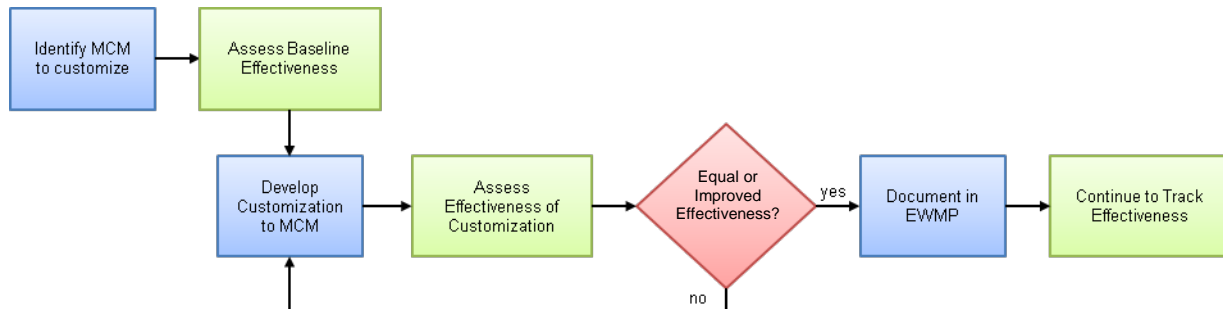 Identify MCM
to customize
Assess Baseline
Effectiveness
Develop
Customization
to MCM
Assess
Effectiveness of
Customization
Equal or
Improved
Effectiveness?
yes
no
Document in
EWMP
Continue to Track
Effectiveness